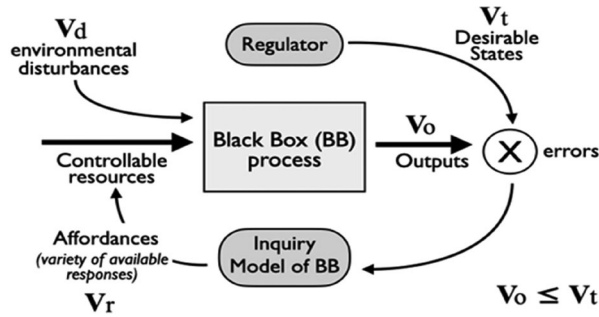 Vd
environmental
disturbances
Regulator
Vt
Desirable
States
Controllable
resources
Black Box (BB)
process
Vo
Outputs
X
errors
Affordances
(variety of available
responses)
Vr
Inquiry
Model of BB
Vo ≤ Vt